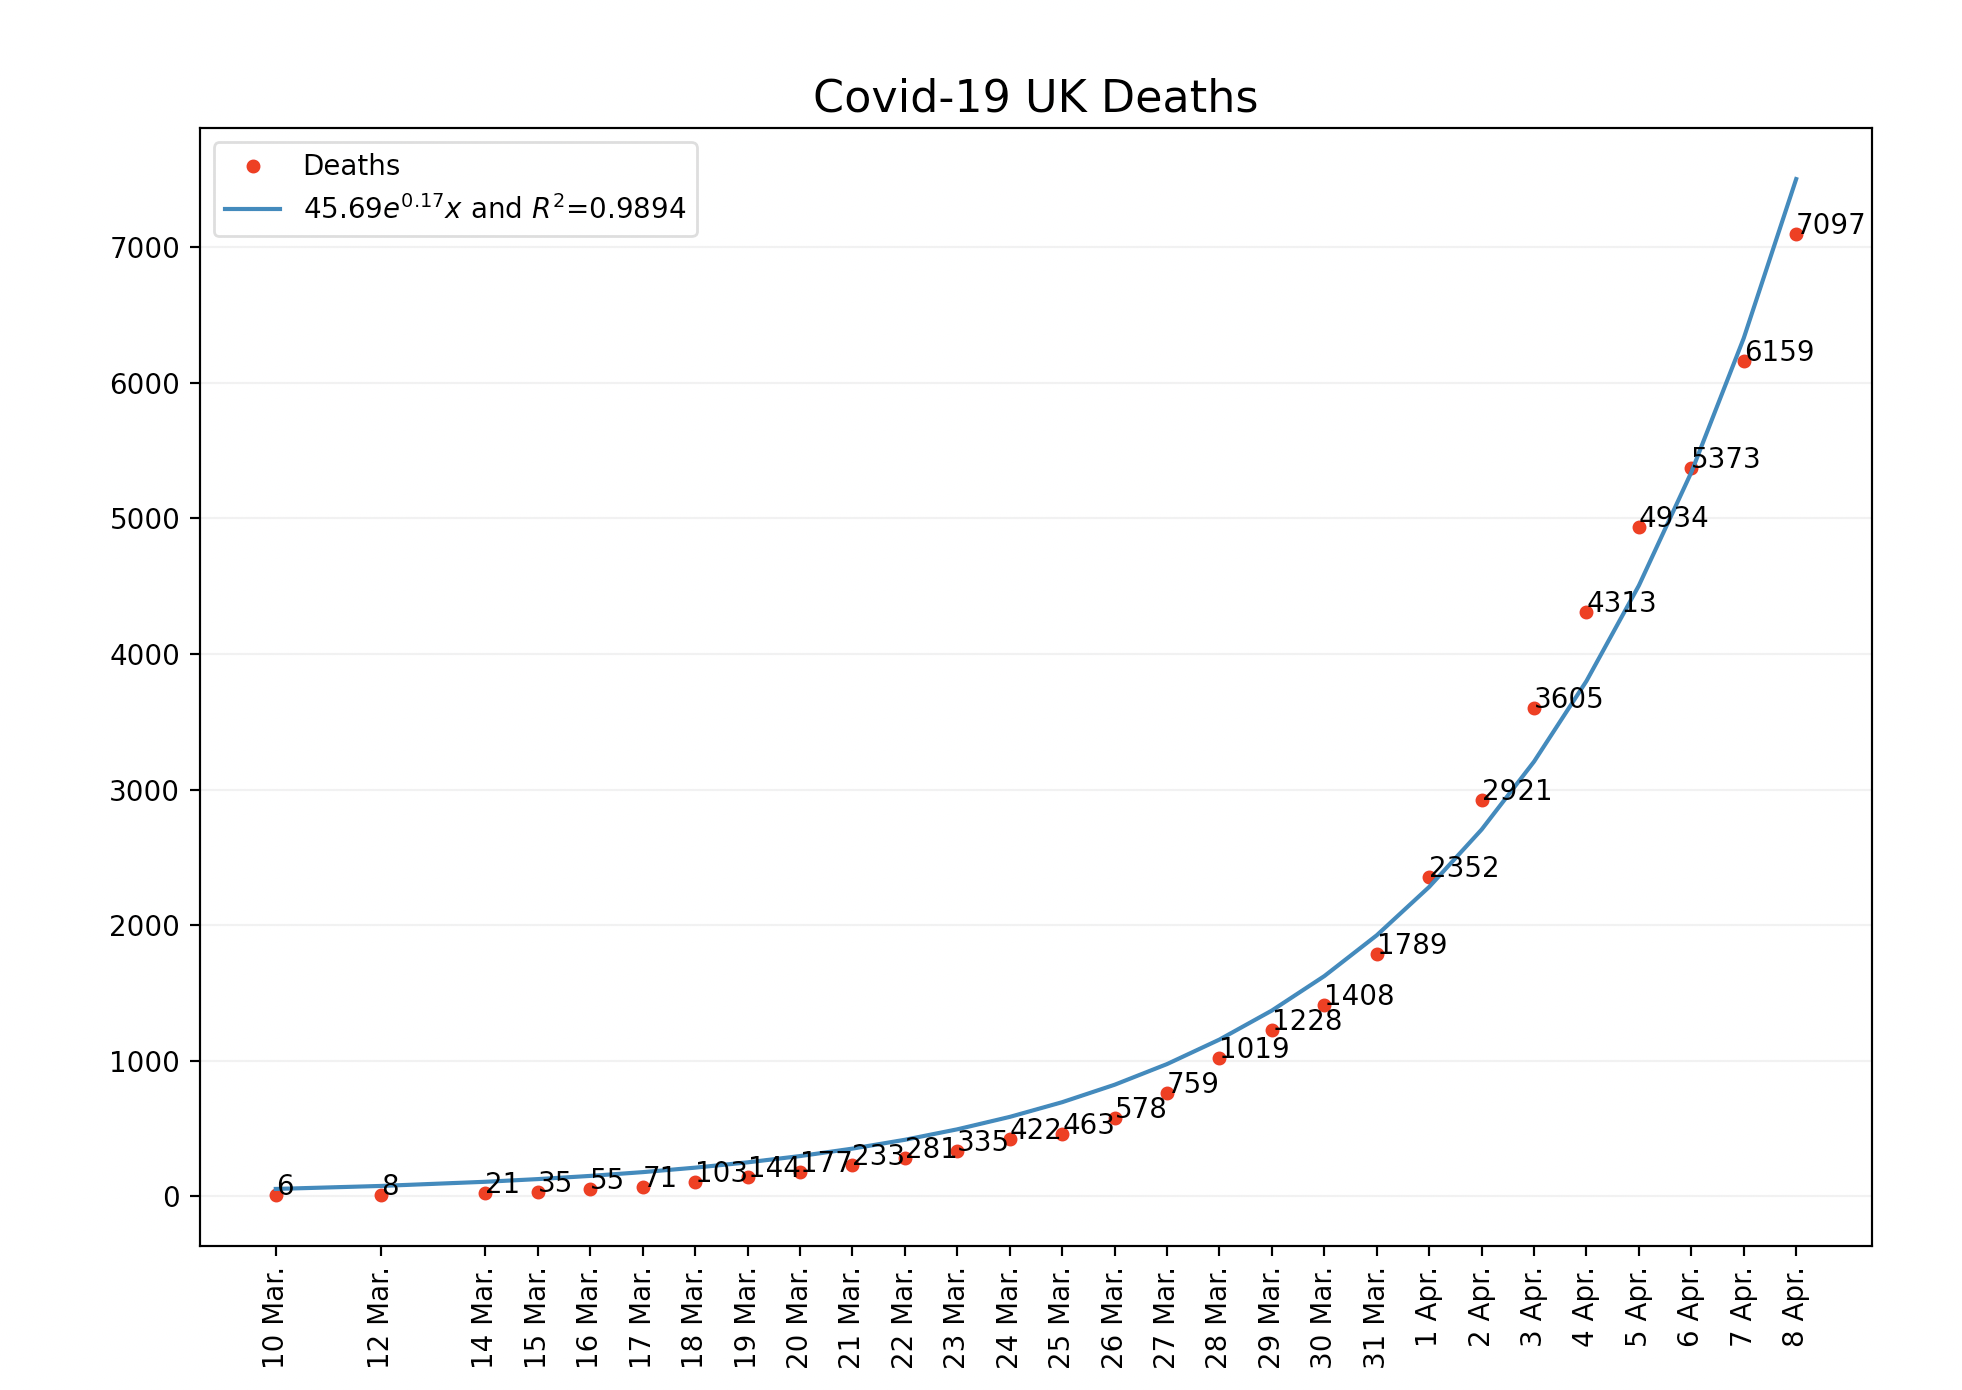 Covid-19 UK Deaths
Deaths
45.69e^0.17x and R^2=0.9894
7000
6000
5000
4000
3000
2000
1000
0
6
8
21
35
55
71
103
144
177
233
281
335
422
463
578
759
1019
1228
1408
1789
2352
2921
3605
4313
4934
5373
6159
7097
10 Mar.
12 Mar.
14 Mar.
15 Mar.
16 Mar.
17 Mar.
18 Mar.
19 Mar.
20 Mar.
21 Mar.
22 Mar.
23 Mar.
24 Mar.
25 Mar.
26 Mar.
27 Mar.
28 Mar.
29 Mar.
30 Mar.
31 Mar.
1 Apr.
2 Apr.
3 Apr.
4 Apr.
5 Apr.
6 Apr.
7 Apr.
8 Apr.